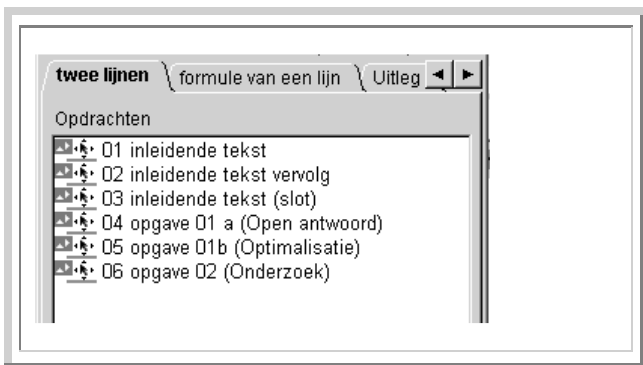 twee lijnen formule van een lijn Uitleg
Opdrachten
01 inleidende tekst
02 inleidende tekst vervolg
03 inleidende tekst (slot)
04 opgave 01 a (Open antwoord)
05 opgave 01b (Optimalisatie)
06 opgave 02 (Onderzoek)